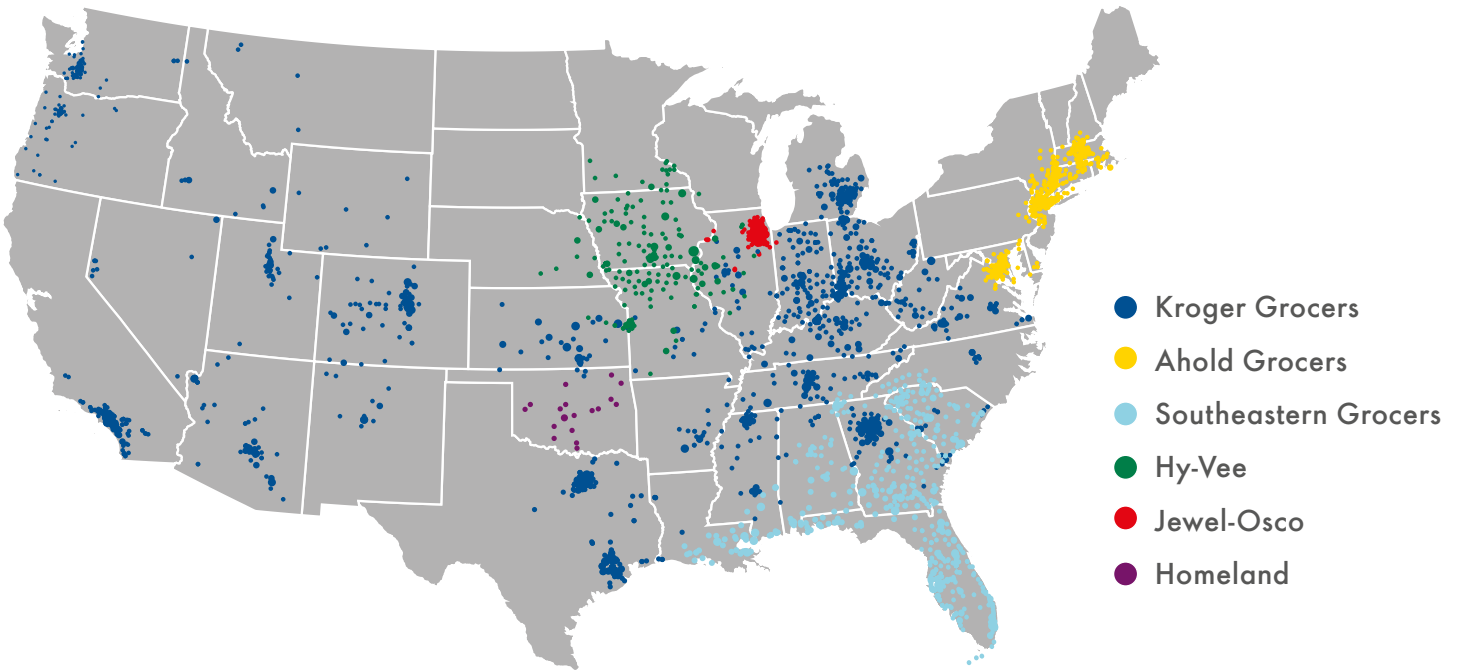 Kroger Grocers
Ahold Grocers
Southeastern Grocers
Hy-Vee
Jewel-Osco
Homeland